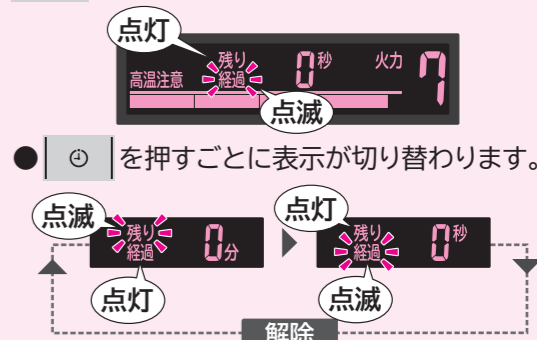 点灯
残り
経過
0秒
火力
7
高温注意
点滅
●を押すごとに表示が切り替わります。
点滅
残り
経過
0分
点灯
点灯
残り
経過
0秒
点滅
解除